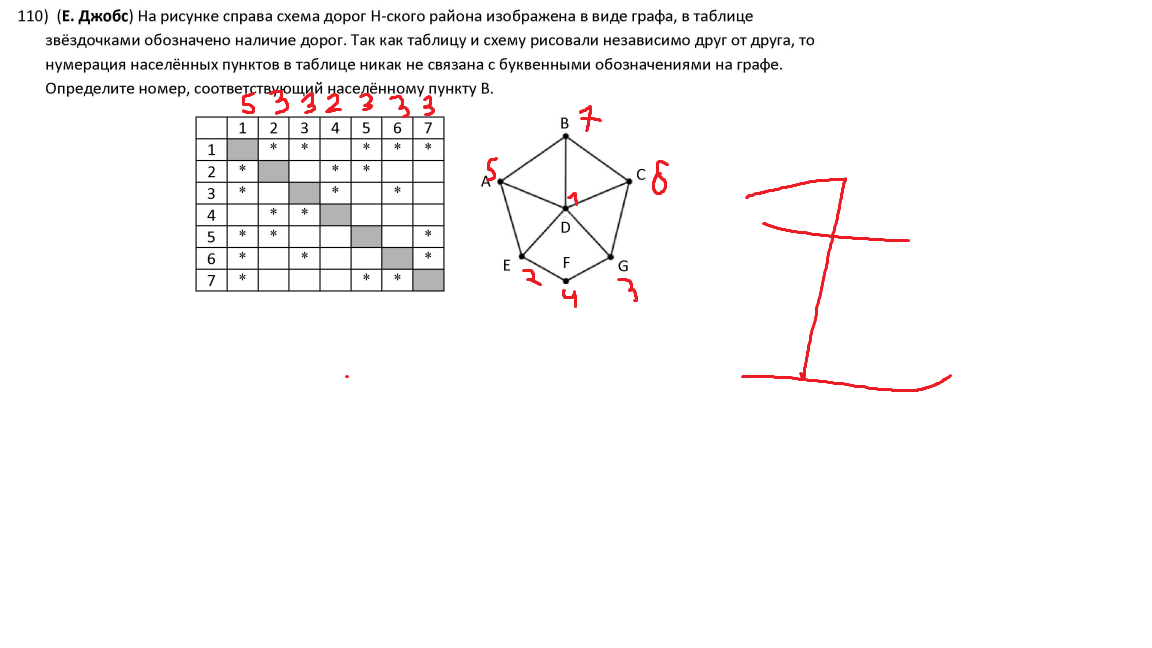 110) (Е. Джобс) На рисунке справа схема дорог Н-ского района изображена в виде графа, в таблице
звёздочками обозначено наличие дорог. Так как таблицу и схему рисовали независимо друг от друга, то
нумерация населённых пунктов в таблице никак не связана с буквенными обозначениями на графе.
Определите номер, соответствующий населённому пункту В.
5 3 3 2 3 3 3
1 2 3 4 5 6 7
1 * * * * *
2 * * *
3 * * *
4 * *
5 * * *
6 * * *
7 * * *
B 7
5 A
C 6
1
D
E F G
2 4 3
7